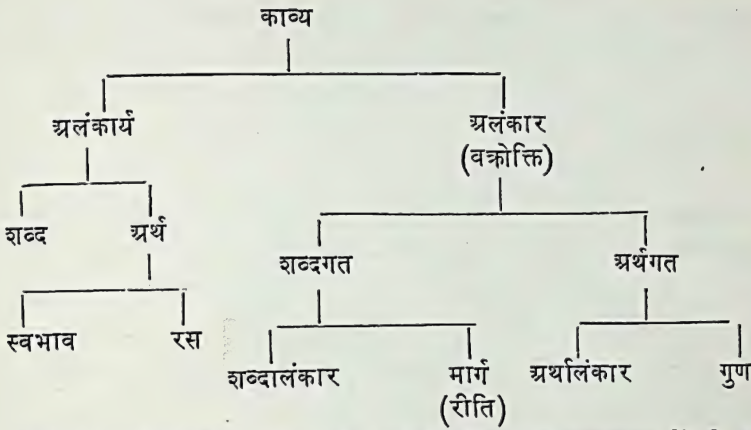 काव्य
अलंकार्य अलंकार
(वक्रोक्ति)
शब्द अर्थ
शब्दगत अर्थगत
स्वभाव रस
शब्दालंकार मार्ग अर्थालंकार गुण
(रीति)